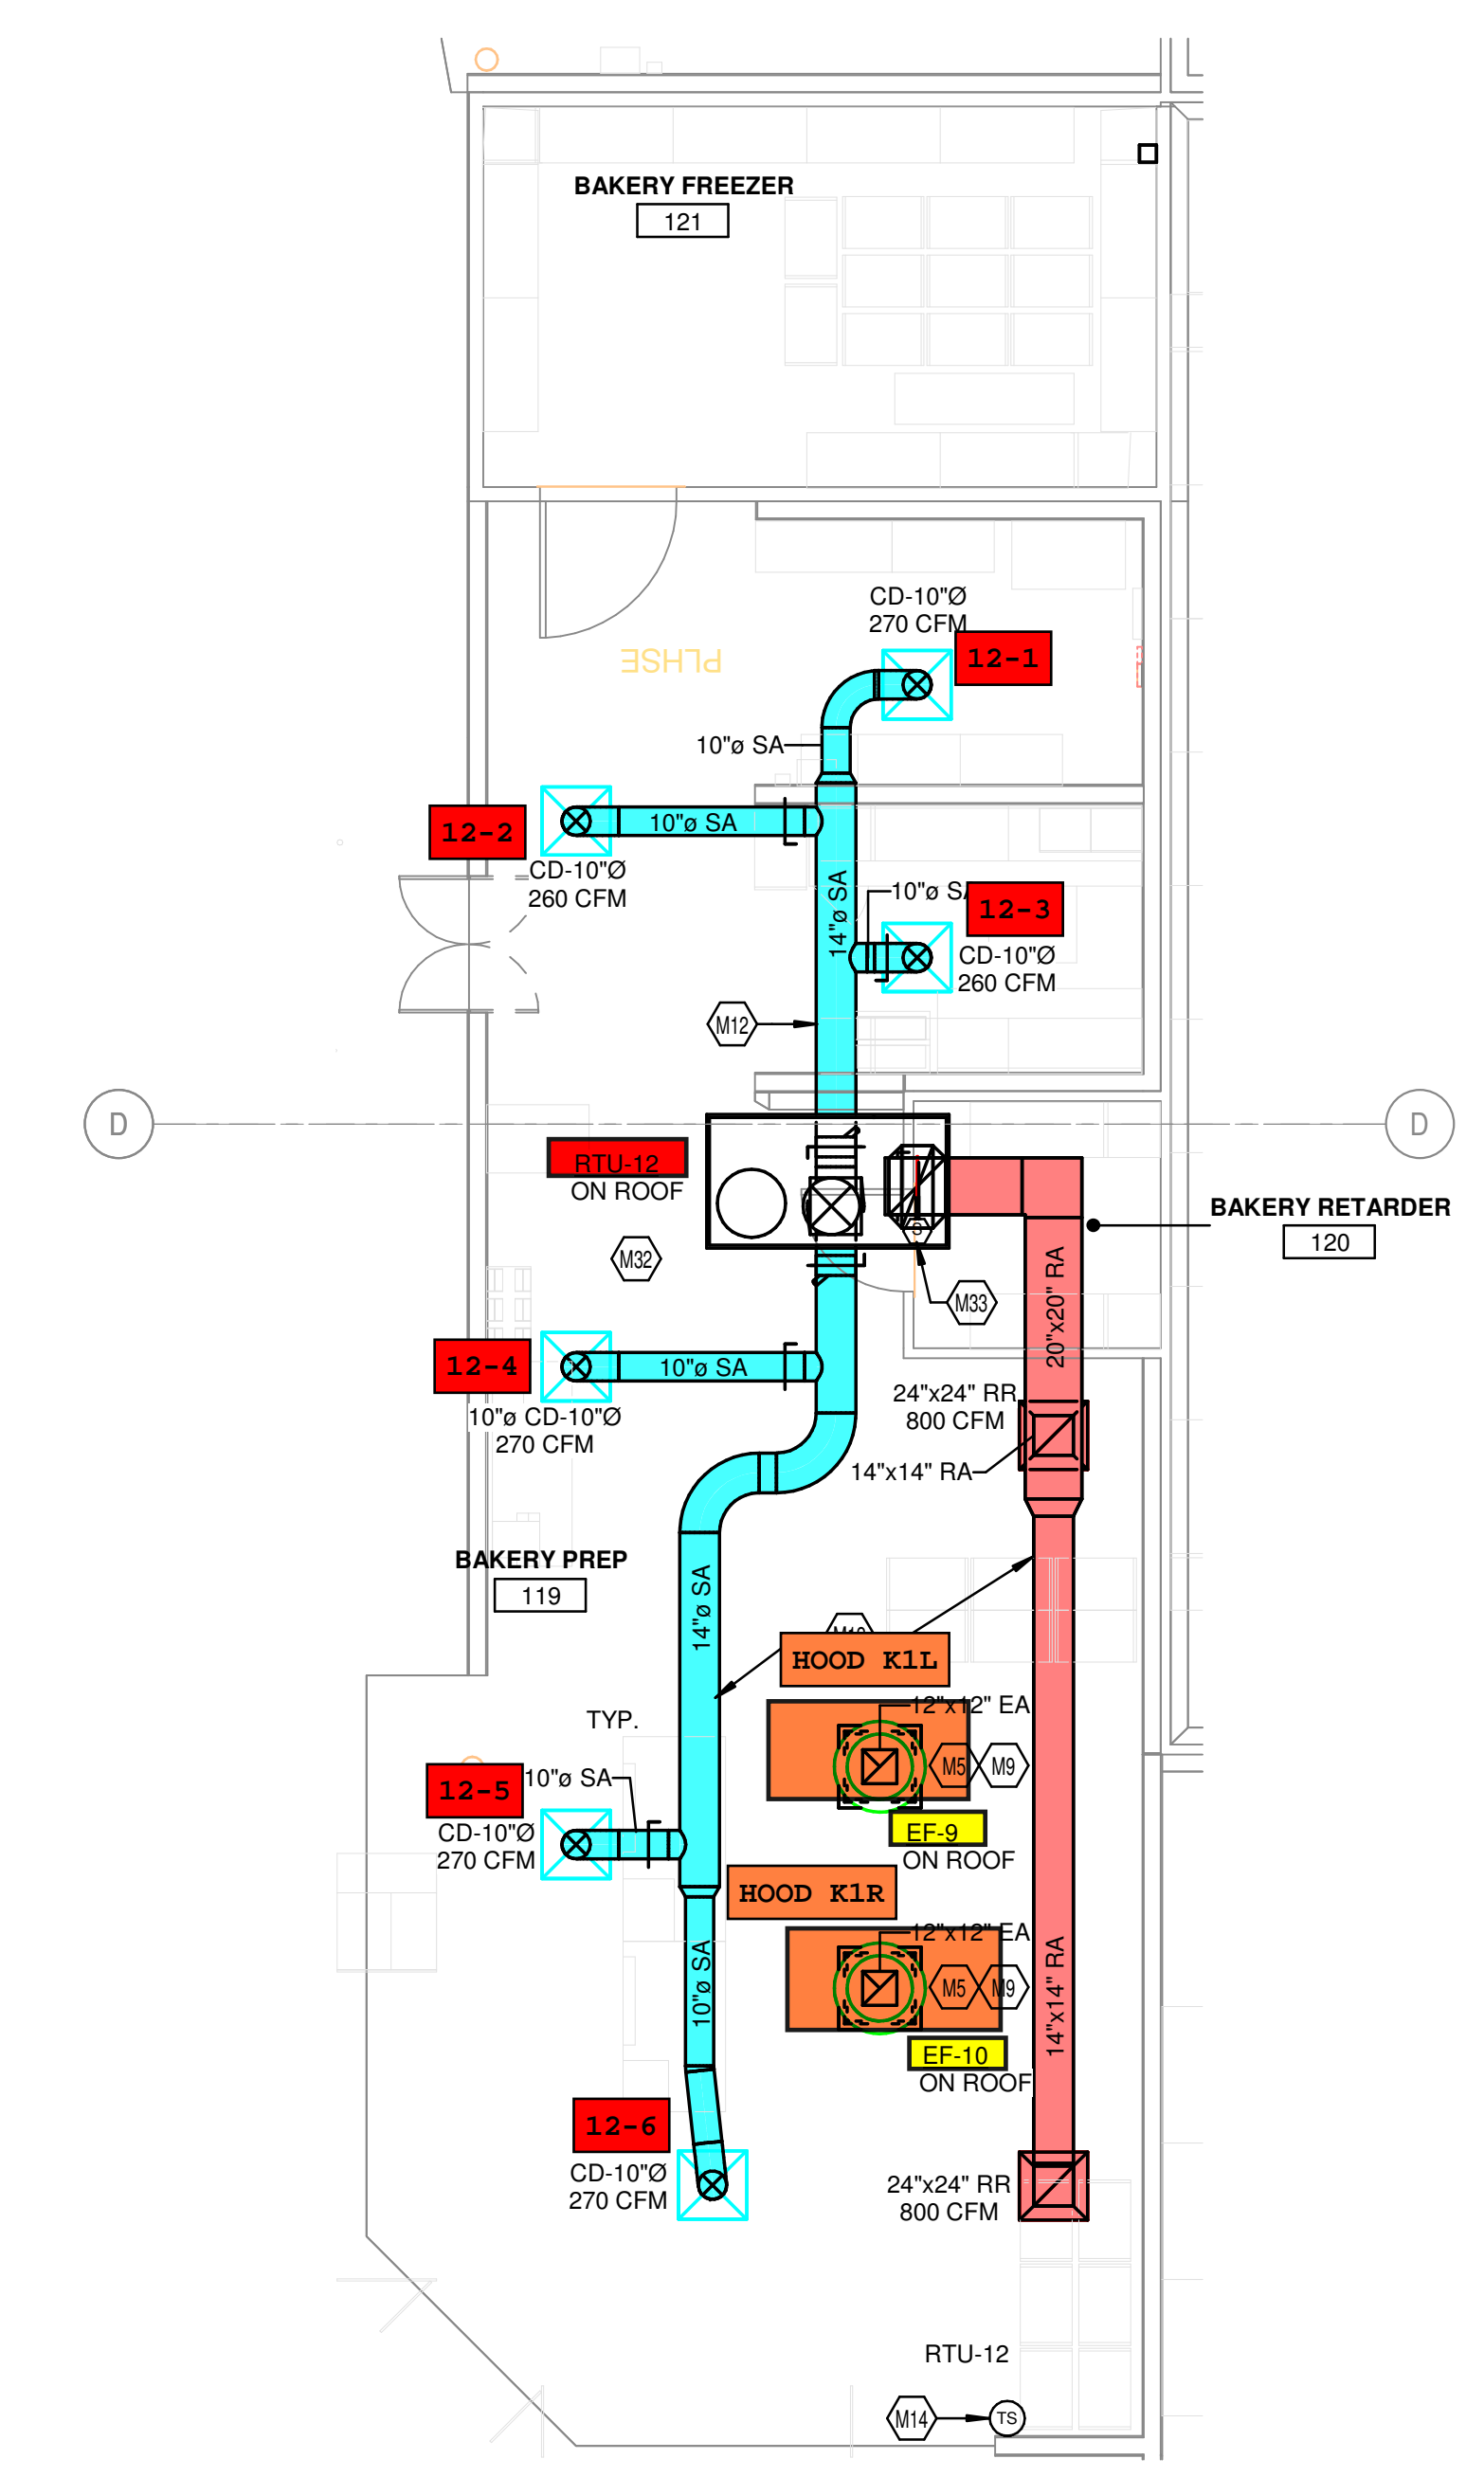 BAKERY FREEZER
121
CD-10"Ø
270 CFM
12-1
PLHSE
10"ø SA
12-2
10"ø SA
CD-10"Ø
260 CFM
14"ø SA
10"ø SA
12-3
CD-10"Ø
260 CFM
M12
D
D
RTU-12
ON ROOF
S
BAKERY RETARDER
120
M32
M33
20"x20" RA
12-4
10"ø SA
10"ø CD-10"Ø
270 CFM
24"x24" RR
800 CFM
14"x14" RA
BAKERY PREP
119
14"ø SA
HOOD K1L
12"x12" EA
TYP.
M5
M9
12-5
10"ø SA
CD-10"Ø
270 CFM
EF-9
ON ROOF
HOOD K1R
12"x12" EA
10"ø SA
M5
M9
14"x14" RA
EF-10
ON ROOF
12-6
CD-10"Ø
270 CFM
24"x24" RR
800 CFM
RTU-12
M14
TS